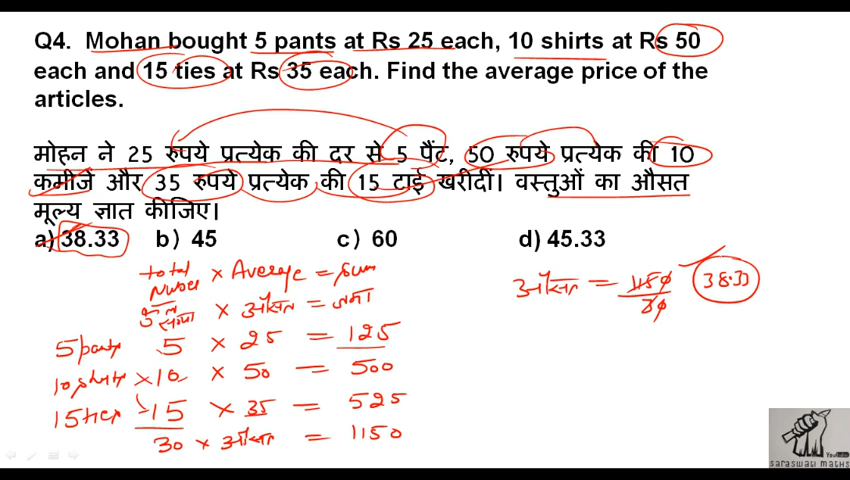 Q4. Mohan bought 5 pants at Rs 25 each, 10 shirts at Rs 50
each and 15 ties at Rs 35 each. Find the average price of the
articles.
मोहन ने 25 रुपये प्रत्येक की दर से 5 पैंट, 50 रुपये प्रत्येक की 10
कमीजें और 35 रुपये प्रत्येक की 15 टाई खरीदीं। वस्तुओं का औसत
मूल्य ज्ञात कीजिए।
a) 38.33 b) 45 c) 60 d) 45.33
total Number × Average = sum
कुल संख्या × औसत = जमा
औसत = 1150/30 38.33
5 pants 5 × 25 = 125
10 shirts × 10 × 50 = 500
15 ties 15 × 35 = 525
30 × औसत = 1150
YouTube
saraswati maths